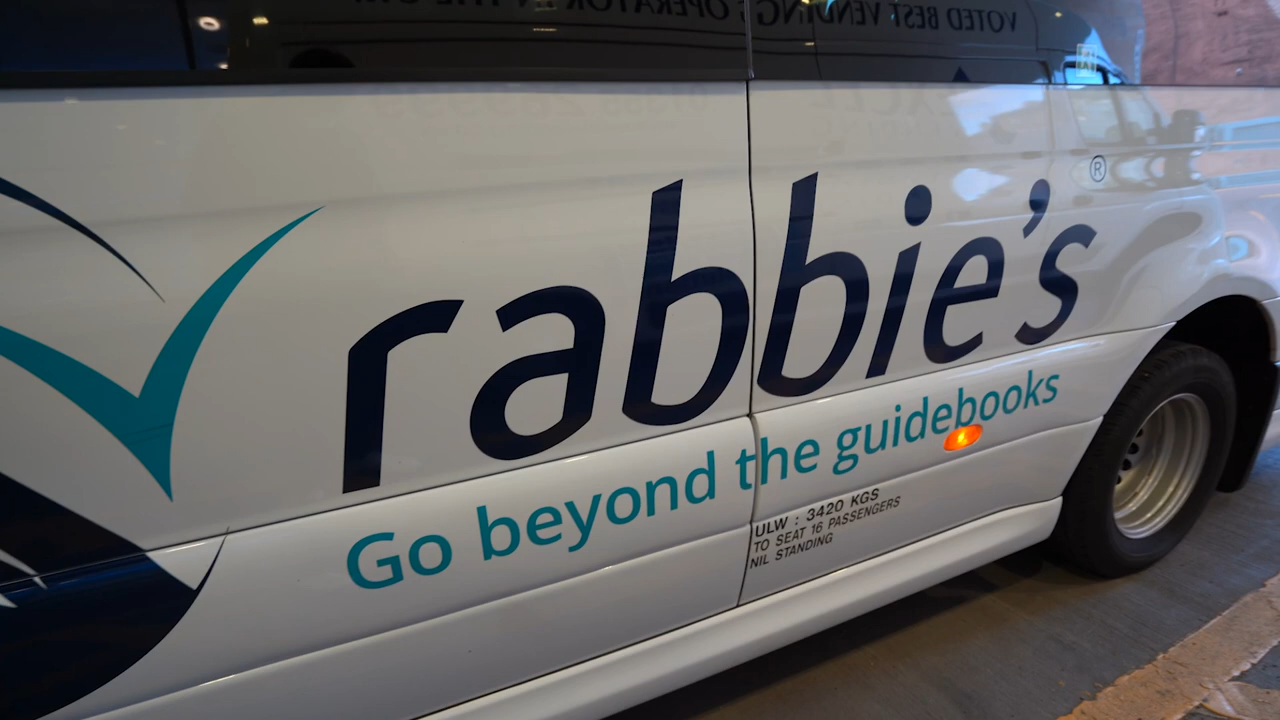 VOTED BEST VENDING OPERATOR IN THE
rabbie's®
Go beyond the guidebooks
ULW : 3420 KGS
TO SEAT 16 PASSENGERS
NIL STANDING